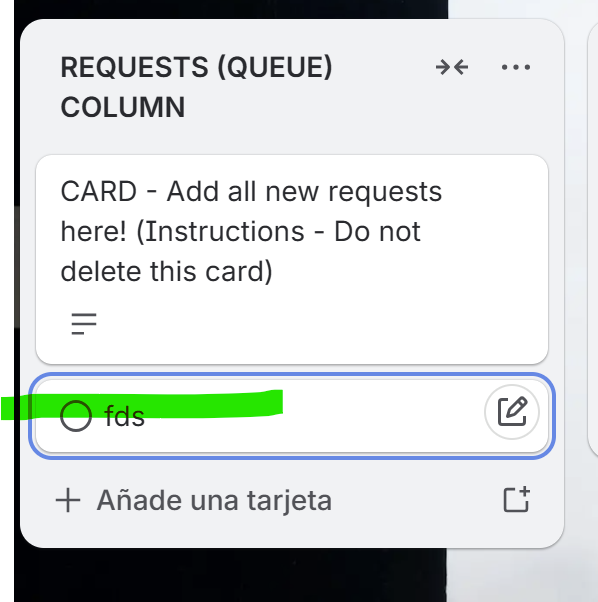 REQUESTS (QUEUE)
COLUMN
CARD - Add all new requests
here! (Instructions - Do not
delete this card)
fds
Añade una tarjeta